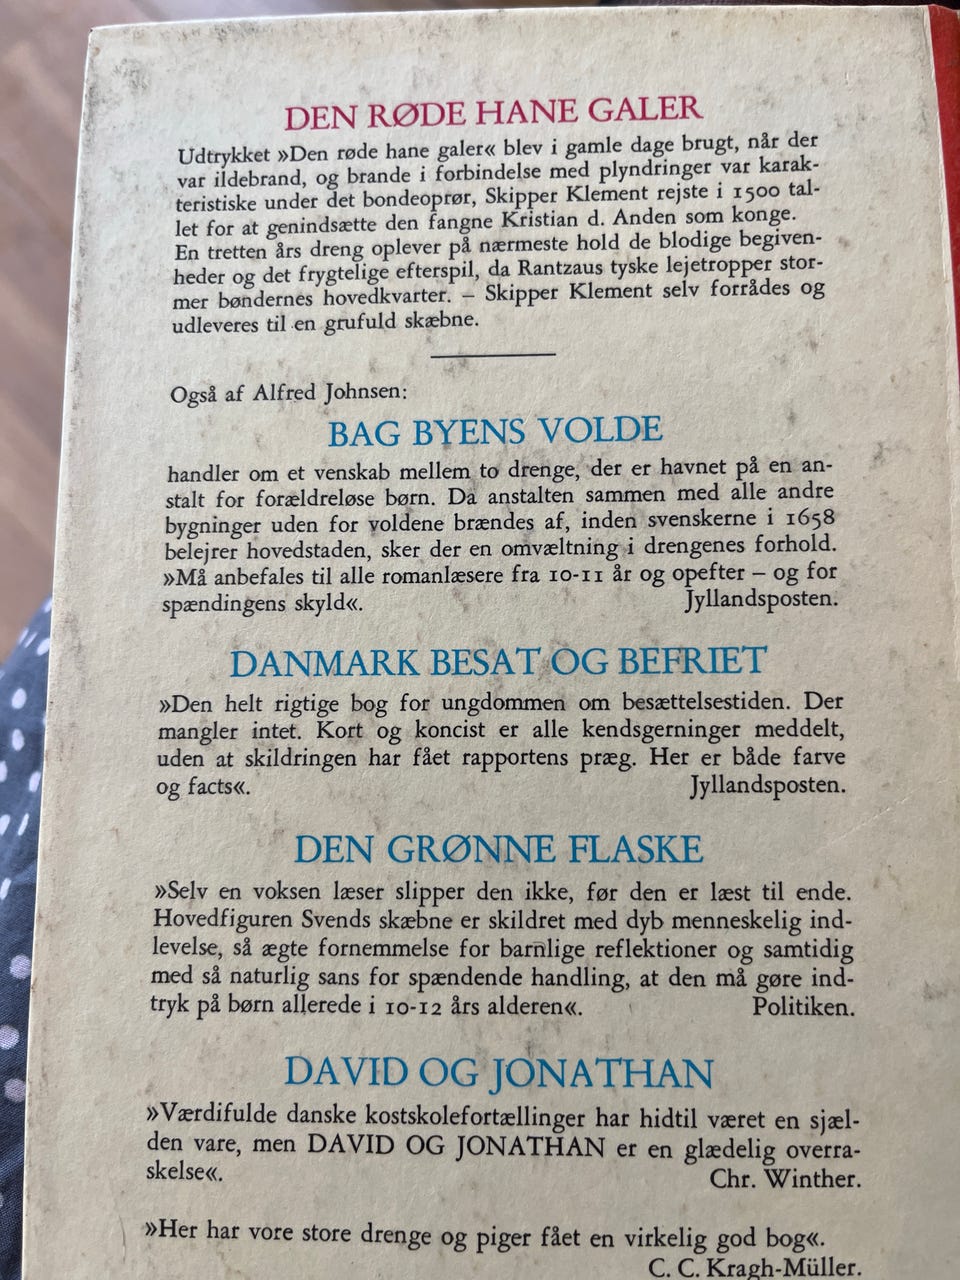 DEN RØDE HANE GALER
Udtrykket »Den røde hane galer« blev i gamle dage brugt, når der
var ildebrand, og brande i forbindelse med plyndringer var karak-
teristiske under det bondeoprør, Skipper Klement rejste i 1500 tal-
let for at genindsætte den fangne Kristian d. Anden som konge.
En tretten års dreng oplever på nærmeste hold de blodige begiven-
heder og det frygtelige efterspil, da Rantzaus tyske lejetropper stor-
mer bøndernes hovedkvarter. – Skipper Klement selv forrådes og
udleveres til en grufuld skæbne.
Også af Alfred Johnsen:
BAG BYENS VOLDE
handler om et venskab mellem to drenge, der er havnet på en an-
stalt for forældreløse børn. Da anstalten sammen med alle andre
bygninger uden for voldene brændes af, inden svenskerne i 1658
belejrer hovedstaden, sker der en omvæltning i drengenes forhold.
»Må anbefales til alle romanlæsere fra 10-11 år og opefter – og for
spændingens skyld«. Jyllandsposten.
DANMARK BESAT OG BEFRIET
»Den helt rigtige bog for ungdommen om besættelsestiden. Der
mangler intet. Kort og koncist er alle kendsgerninger meddelt,
uden at skildringen har fået rapportens præg. Her er både farve
og facts«. Jyllandsposten.
DEN GRØNNE FLASKE
»Selv en voksen læser slipper den ikke, før den er læst til ende.
Hovedfiguren Svends skæbne er skildret med dyb menneskelig ind-
levelse, så ægte fornemmelse for barnlige reflektioner og samtidig
med så naturlig sans for spændende handling, at den må gøre ind-
tryk på børn allerede i 10-12 års alderen«. Politiken.
DAVID OG JONATHAN
»Værdifulde danske kostskolefortællinger har hidtil været en sjæl-
den vare, men DAVID OG JONATHAN er en glædelig overra-
skelse«. Chr. Winther.
»Her har vore store drenge og piger fået en virkelig god bog«.
C. C. Kragh-Müller.